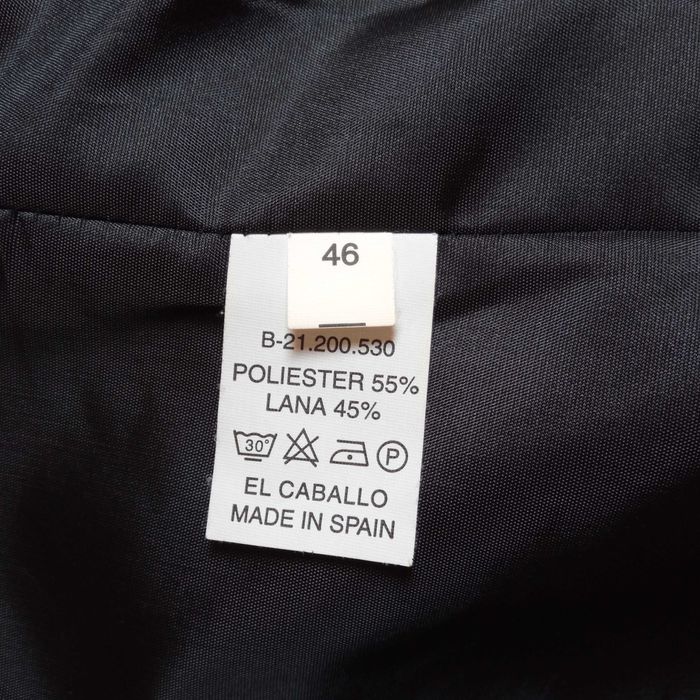 46
B-21.200.530
POLIESTER 55%
LANA 45%
30° P
EL CABALLO
MADE IN SPAIN